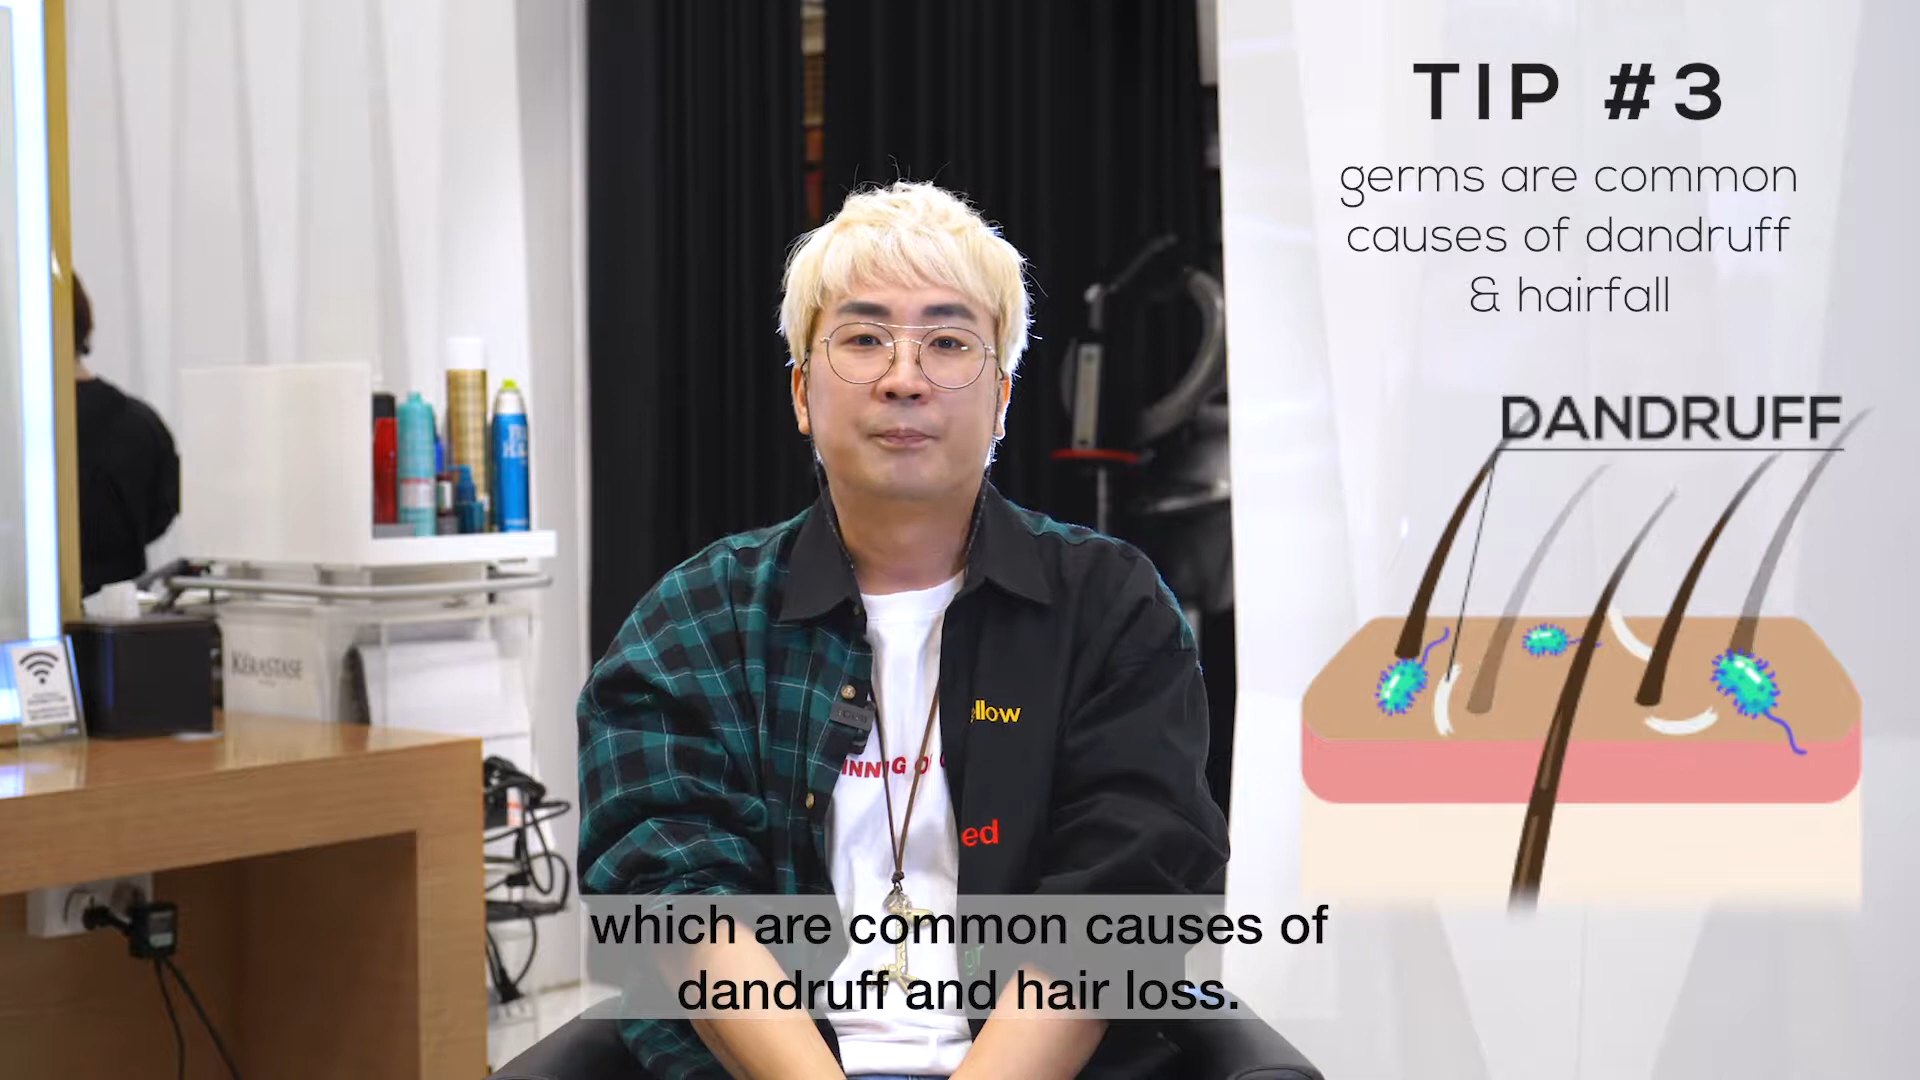 TIP #3
germs are common
causes of dandruff
& hairfall
DANDRUFF
KÉRASTASE
ellow
ed
which are common causes of
dandruff and hair loss.